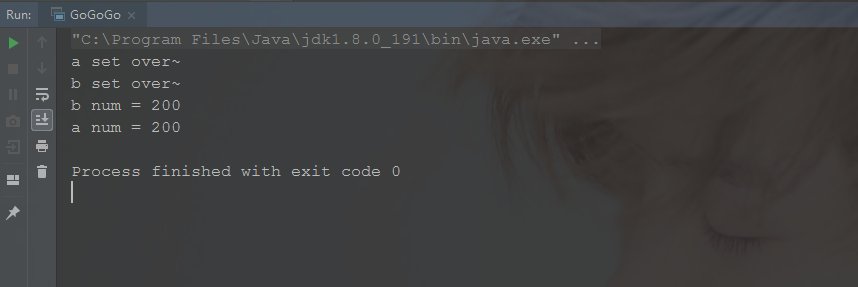 Run: GoGoGo
"C:\Program Files\Java\jdk1.8.0_191\bin\java.exe" ...
a set over~
b set over~
b num = 200
a num = 200
Process finished with exit code 0